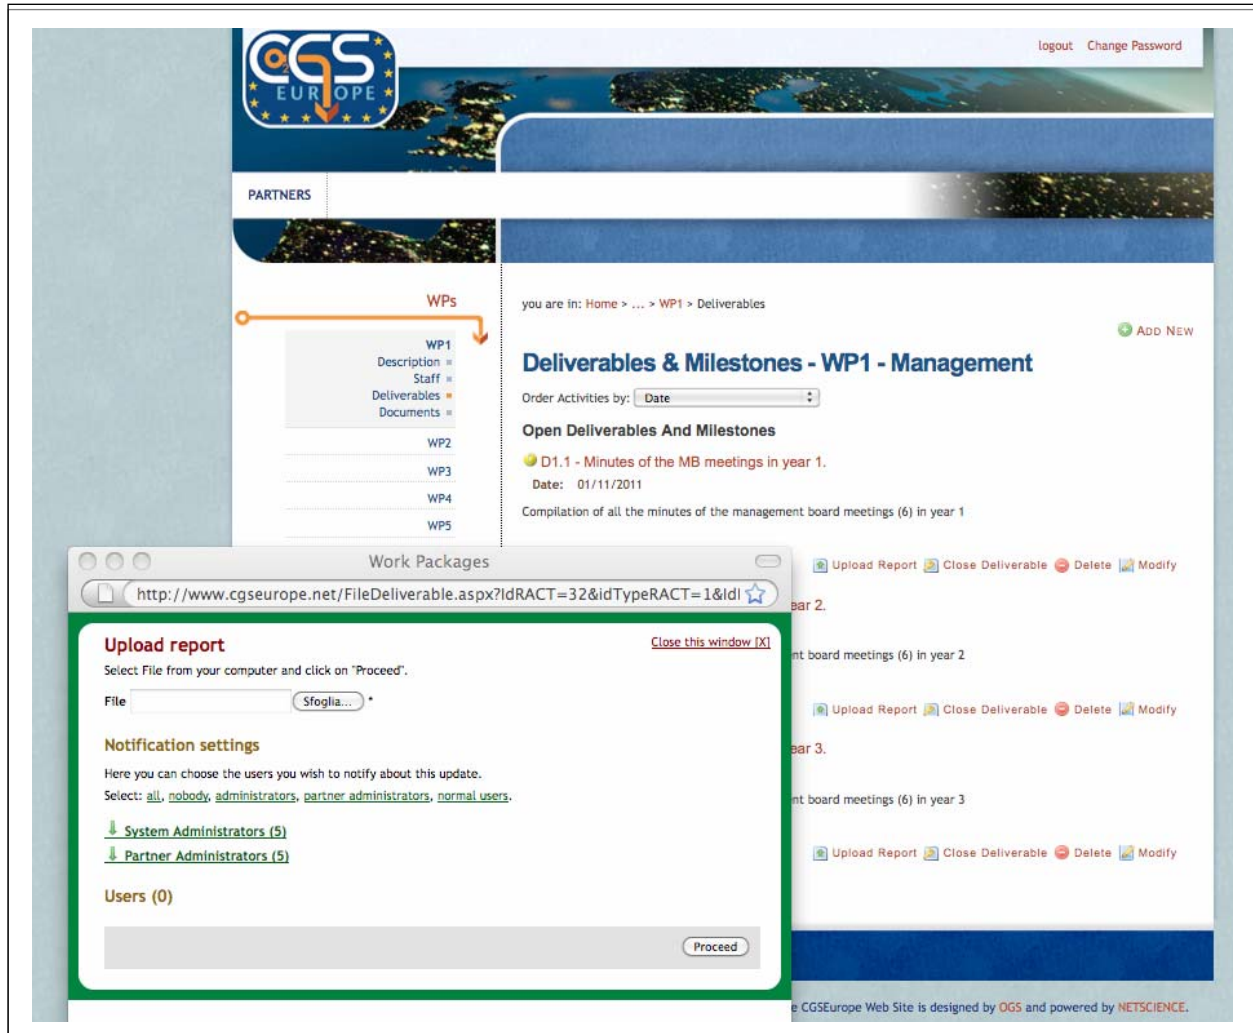 CGS
O2
EUROPE
logout Change Password
PARTNERS
WPs
WP1
Description
Staff
Deliverables
Documents
WP2
WP3
WP4
WP5
you are in: Home > ... > WP1 > Deliverables
ADD NEW
Deliverables & Milestones - WP1 - Management
Order Activities by: Date
Open Deliverables And Milestones
D1.1 - Minutes of the MB meetings in year 1.
Date: 01/11/2011
Compilation of all the minutes of the management board meetings (6) in year 1
Upload Report Close Deliverable Delete Modify
ear 2.
nt board meetings (6) in year 2
Upload Report Close Deliverable Delete Modify
ear 3.
nt board meetings (6) in year 3
Upload Report Close Deliverable Delete Modify
Work Packages
http://www.cgseurope.net/FileDeliverable.aspx?IdRACT=32&idTypeRACT=1&IdI
Upload report
Close this window [X]
Select File from your computer and click on "Proceed".
File Sfoglia... *
Notification settings
Here you can choose the users you wish to notify about this update.
Select: all, nobody, administrators, partner administrators, normal users.
System Administrators (5)
Partner Administrators (5)
Users (0)
Proceed
e CGSEurope Web Site is designed by OGS and powered by NETSCIENCE.